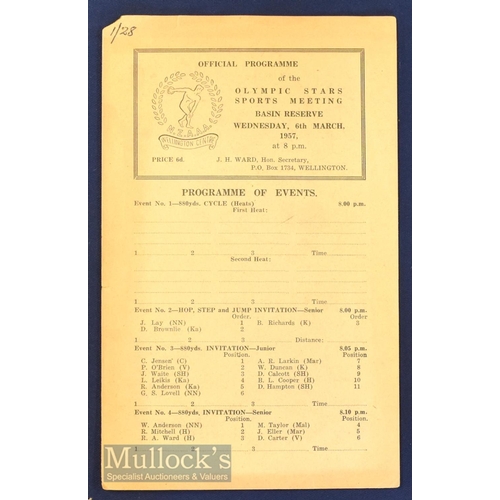 1/28
OFFICIAL PROGRAMME
of the
OLYMPIC STARS
SPORTS MEETING
BASIN RESERVE
WEDNESDAY, 6th MARCH,
1957,
at 8 p.m.
N.Z.A.A.A.
WELLINGTON CENTRE
PRICE 6d. J. H. WARD, Hon. Secretary,
P.O. Box 1734, WELLINGTON.
PROGRAMME OF EVENTS.
Event No. 1—880yds. CYCLE (Heats) 8.00 p.m.
First Heat:
1 2 3 Time
Second Heat:
1 2 3 Time
Event No. 2—HOP, STEP and JUMP INVITATION—Senior 8.00 p.m.
Order. Order
J. Lay (NN) 1 B. Richards (K) 3
D. Brownlie (Ka) 2
1 2 3 Distance:
Event No. 3—880yds. INVITATION—Junior 8.05 p.m.
Position. Position
C. Jensen (C) 1 A. R. Larkin (Mar) 7
P. O'Brien (V) 2 W. Duncan (K) 8
J. Waite (SH) 3 D. Calcott (SH) 9
L. Leikis (Ka) 4 B. L. Cooper (H) 10
R. Anderson (Ka) 5 D. Hampton (SH) 11
G. S. Lovell (NN) 6
1 2 3 Time
Event No. 4—880yds. INVITATION—Senior 8.10 p.m.
Position. Position.
W. Anderson (NN) 1 M. Taylor (Mal) 4
R. Mitchell (H) 2 J. Eller (Mar) 5
R. A. Ward (H) 3 D. Carter (V) 6
1 2 3 Time
Mullock's
Specialist Auctioneers & Valuers